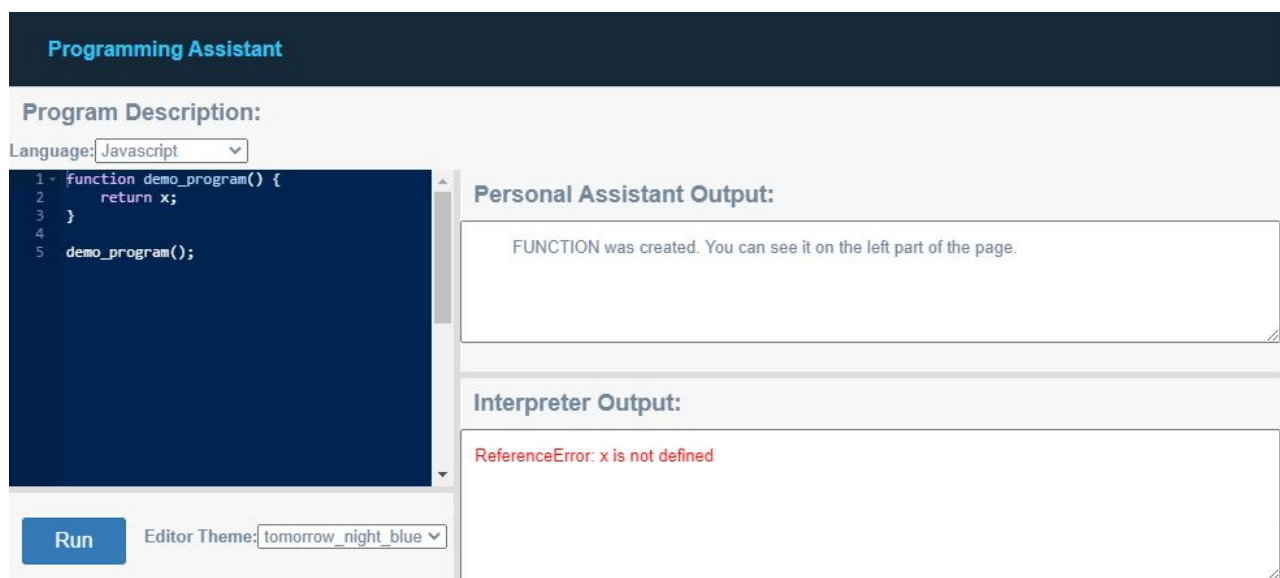 Programming Assistant
Program Description:
Language: Javascript
1 function demo_program() {
2     return x;
3 }
4
5 demo_program();
Run
Editor Theme: tomorrow_night_blue
Personal Assistant Output:
FUNCTION was created. You can see it on the left part of the page.
Interpreter Output:
ReferenceError: x is not defined